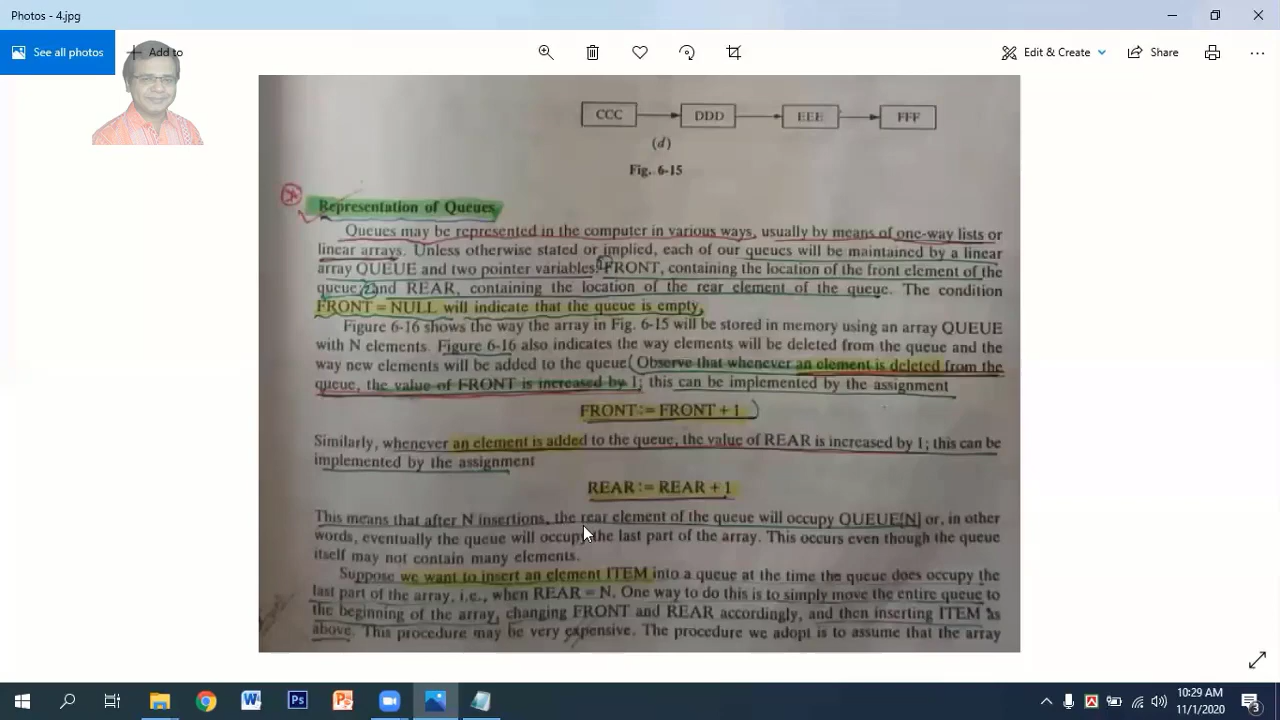 Photos - 4.jpg
See all photos
Add to
Edit & Create
Share
CCC DDD EEE FFF
(d)
Fig. 6-15
Representation of Queues
Queues may be represented in the computer in various ways, usually by means of one-way lists or
linear arrays. Unless otherwise stated or implied, each of our queues will be maintained by a linear
array QUEUE and two pointer variables: FRONT, containing the location of the front element of the
queue; and REAR, containing the location of the rear element of the queue. The condition
FRONT = NULL will indicate that the queue is empty.
Figure 6-16 shows the way the array in Fig. 6-15 will be stored in memory using an array QUEUE
with N elements. Figure 6-16 also indicates the way elements will be deleted from the queue and the
way new elements will be added to the queue. (Observe that whenever an element is deleted from the
queue, the value of FRONT is increased by 1; this can be implemented by the assignment
FRONT := FRONT + 1
Similarly, whenever an element is added to the queue, the value of REAR is increased by 1; this can be
implemented by the assignment
REAR := REAR + 1
This means that after N insertions, the rear element of the queue will occupy QUEUE[N] or, in other
words, eventually the queue will occupy the last part of the array. This occurs even though the queue
itself may not contain many elements.
Suppose we want to insert an element ITEM into a queue at the time the queue does occupy the
last part of the array, i.e., when REAR = N. One way to do this is to simply move the entire queue to
the beginning of the array, changing FRONT and REAR accordingly, and then inserting ITEM as
above. This procedure may be very expensive. The procedure we adopt is to assume that the array
10:29 AM
11/1/2020